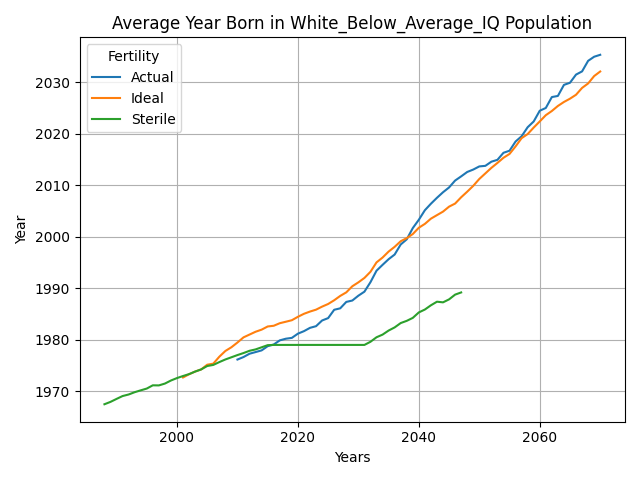 Average Year Born in White_Below_Average_IQ Population
Fertility
Actual
Ideal
Sterile
Year
2030
2020
2010
2000
1990
1980
1970
2000 2020 2040 2060
Years